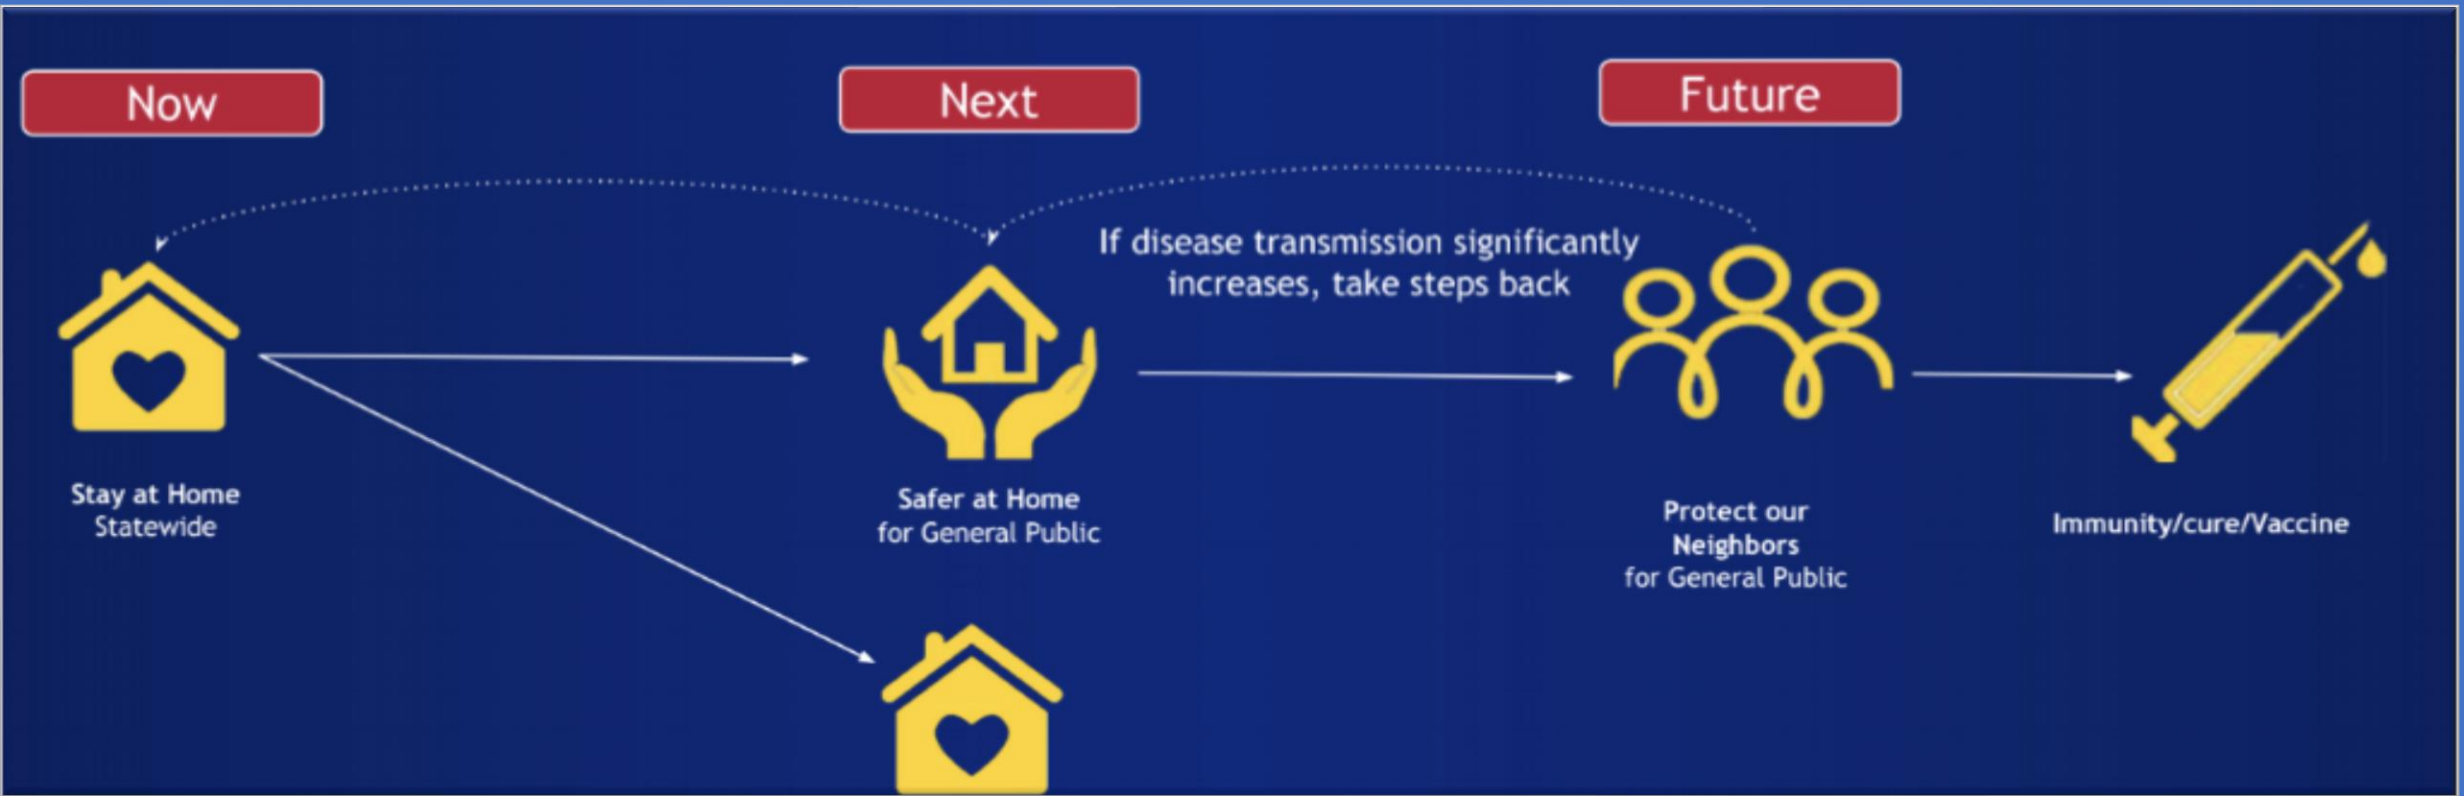 Now
Next
Future
If disease transmission significantly
increases, take steps back
Stay at Home
Statewide
Safer at Home
for General Public
Protect our
Neighbors
for General Public
Immunity/cure/Vaccine